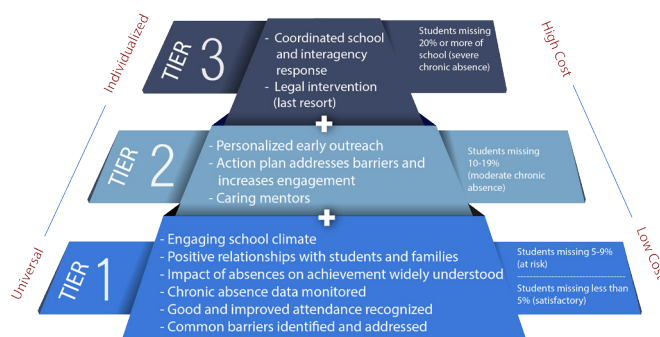 Individualized
High Cost
TIER
3
- Coordinated school
and interagency
response
- Legal intervention
(last resort)
Students missing
20% or more of
school (severe
chronic absence)
+
TIER
2
- Personalized early outreach
- Action plan addresses barriers and
increases engagement
- Caring mentors
Students missing
10-19%
(moderate chronic
absence)
+
Universal
Low Cost
TIER
1
- Engaging school climate
- Positive relationships with students and families
- Impact of absences on achievement widely understood
- Chronic absence data monitored
- Good and improved attendance recognized
- Common barriers identified and addressed
Students missing 5-9%
(at risk)
Students missing less than
5% (satisfactory)